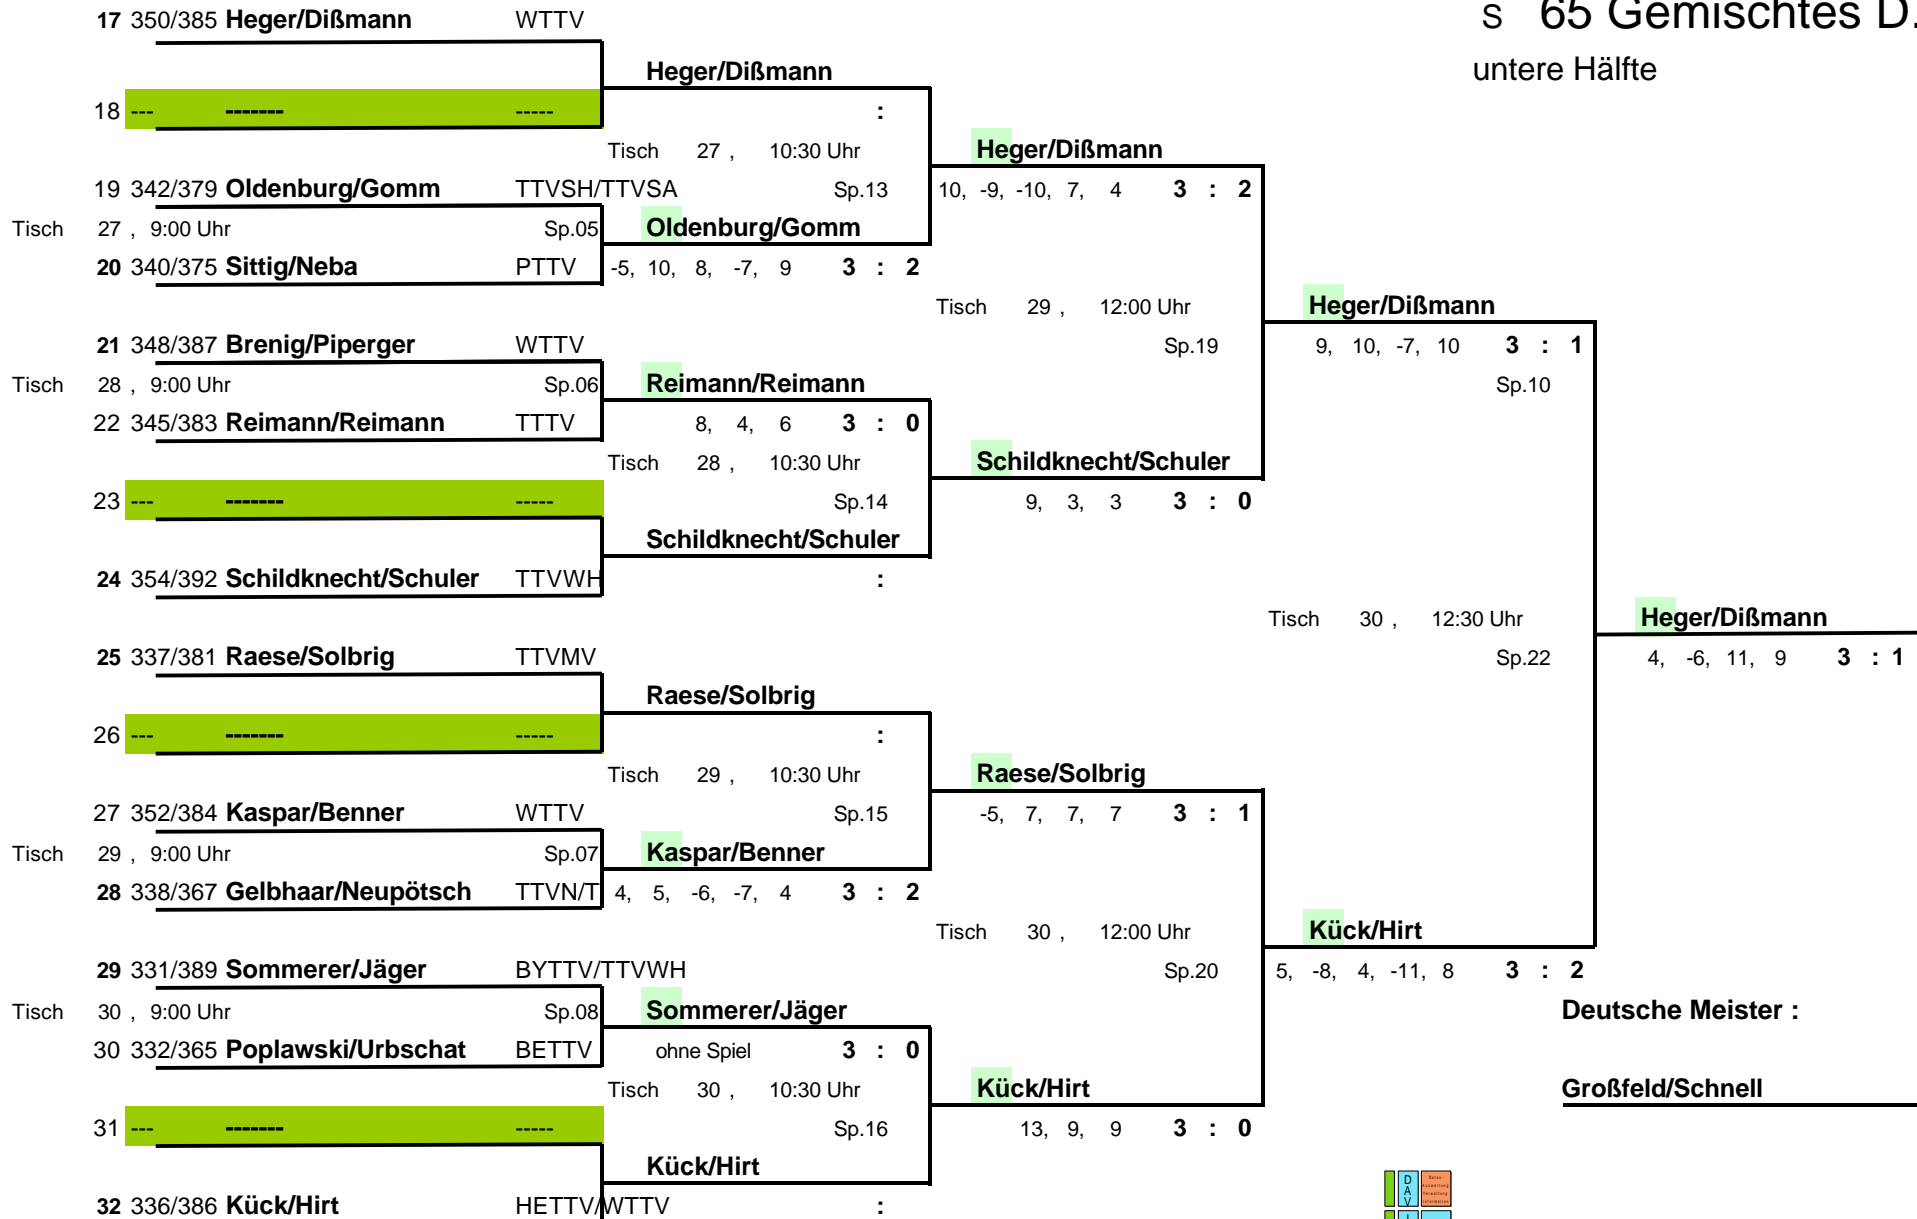 S 65 Gemischtes D.
untere Hälfte
17 350/385 Heger/Dißmann WTTV
Heger/Dißmann
18 --- ------- ----- :
Tisch 27 , 10:30 Uhr Heger/Dißmann
19 342/379 Oldenburg/Gomm TTVSH/TTVSA Sp.13 10, -9, -10, 7, 4 3 : 2
Tisch 27 , 9:00 Uhr Sp.05 Oldenburg/Gomm
20 340/375 Sittig/Neba PTTV -5, 10, 8, -7, 9 3 : 2
Tisch 29 , 12:00 Uhr Heger/Dißmann
21 348/387 Brenig/Piperger WTTV Sp.19 9, 10, -7, 10 3 : 1
Tisch 28 , 9:00 Uhr Sp.06 Reimann/Reimann Sp.10
22 345/383 Reimann/Reimann TTTV 8, 4, 6 3 : 0
Tisch 28 , 10:30 Uhr Schildknecht/Schuler
23 --- ------- ----- Sp.14 9, 3, 3 3 : 0
Schildknecht/Schuler
24 354/392 Schildknecht/Schuler TTVWH :
Tisch 30 , 12:30 Uhr Heger/Dißmann
25 337/381 Raese/Solbrig TTVMV Sp.22 4, -6, 11, 9 3 : 1
Raese/Solbrig
26 --- ------- ----- :
Tisch 29 , 10:30 Uhr Raese/Solbrig
27 352/384 Kaspar/Benner WTTV Sp.15 -5, 7, 7, 7 3 : 1
Tisch 29 , 9:00 Uhr Sp.07 Kaspar/Benner
28 338/367 Gelbhaar/Neupötsch TTVN/T 4, 5, -6, -7, 4 3 : 2
Tisch 30 , 12:00 Uhr Kück/Hirt
29 331/389 Sommerer/Jäger BYTTV/TTVWH Sp.20 5, -8, 4, -11, 8 3 : 2
Tisch 30 , 9:00 Uhr Sp.08 Sommerer/Jäger Deutsche Meister :
30 332/365 Poplawski/Urbschat BETTV ohne Spiel 3 : 0
Tisch 30 , 10:30 Uhr Kück/Hirt Großfeld/Schnell
31 --- ------- ----- Sp.16 13, 9, 9 3 : 0
Kück/Hirt
32 336/386 Kück/Hirt HETTV/WTTV :
D
A
V
I